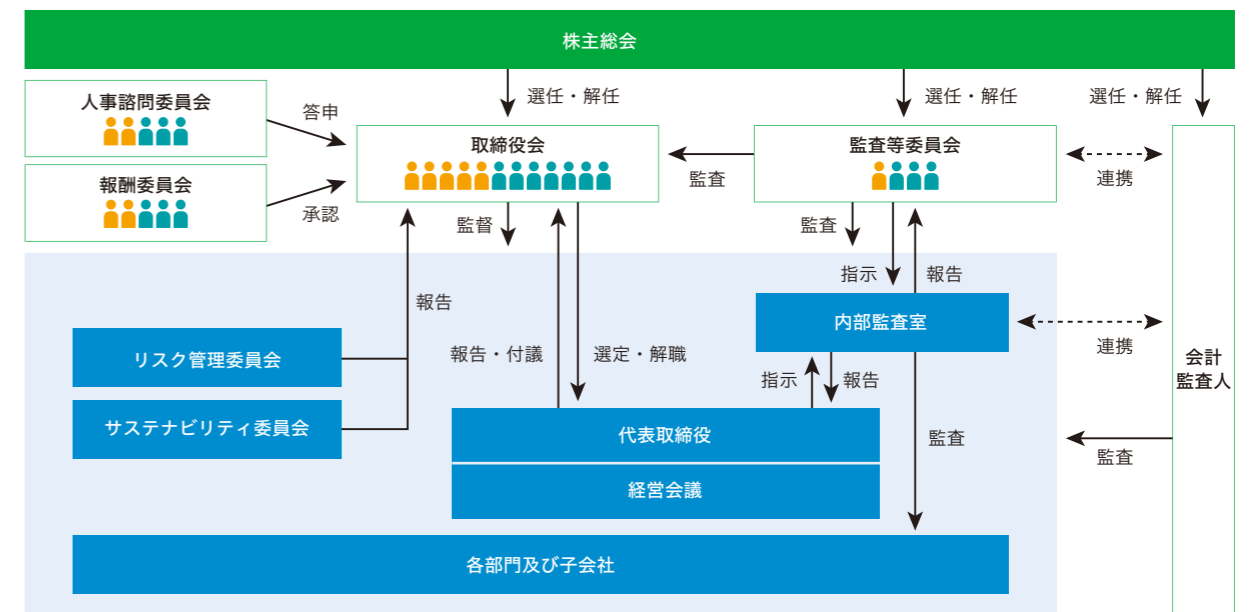 株主総会
選任・解任
選任・解任
選任・解任
人事諮問委員会
答申
報酬委員会
承認
取締役会
監査
監査等委員会
連携
監督
監査
指示
報告
報告
内部監査室
連携
会計
監査人
リスク管理委員会
サステナビリティ委員会
報告・付議
選定・解職
指示
報告
代表取締役
経営会議
監査
監査
各部門及び子会社